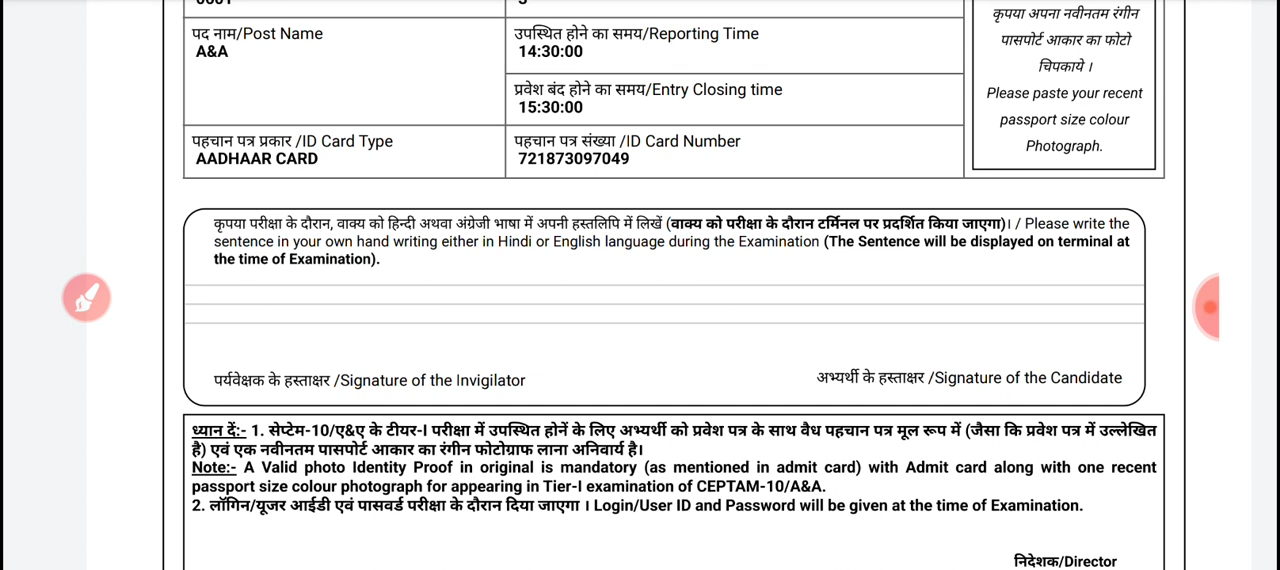 पद नाम/Post Name
A&A
उपस्थित होने का समय/Reporting Time
14:30:00
प्रवेश बंद होने का समय/Entry Closing time
15:30:00
पहचान पत्र प्रकार /ID Card Type
AADHAAR CARD
पहचान पत्र संख्या /ID Card Number
721873097049
कृपया अपना नवीनतम रंगीन
पासपोर्ट आकार का फोटो
चिपकाये ।
Please paste your recent
passport size colour
Photograph.
कृपया परीक्षा के दौरान, वाक्य को हिन्दी अथवा अंग्रेजी भाषा में अपनी हस्तलिपि में लिखें (वाक्य को परीक्षा के दौरान टर्मिनल पर प्रदर्शित किया जाएगा)। / Please write the
sentence in your own hand writing either in Hindi or English language during the Examination (The Sentence will be displayed on terminal at
the time of Examination).
पर्यवेक्षक के हस्ताक्षर /Signature of the Invigilator
अभ्यर्थी के हस्ताक्षर /Signature of the Candidate
ध्यान दें:- 1. सेप्टेम-10/ए&ए के टीयर-I परीक्षा में उपस्थित होनें के लिए अभ्यर्थी को प्रवेश पत्र के साथ वैध पहचान पत्र मूल रूप में (जैसा कि प्रवेश पत्र में उल्लेखित
है) एवं एक नवीनतम पासपोर्ट आकार का रंगीन फोटोग्राफ लाना अनिवार्य है।
Note:- A Valid photo Identity Proof in original is mandatory (as mentioned in admit card) with Admit card along with one recent
passport size colour photograph for appearing in Tier-I examination of CEPTAM-10/A&A.
2. लॉगिन/यूजर आईडी एवं पासवर्ड परीक्षा के दौरान दिया जाएगा । Login/User ID and Password will be given at the time of Examination.
निदेशक/Director